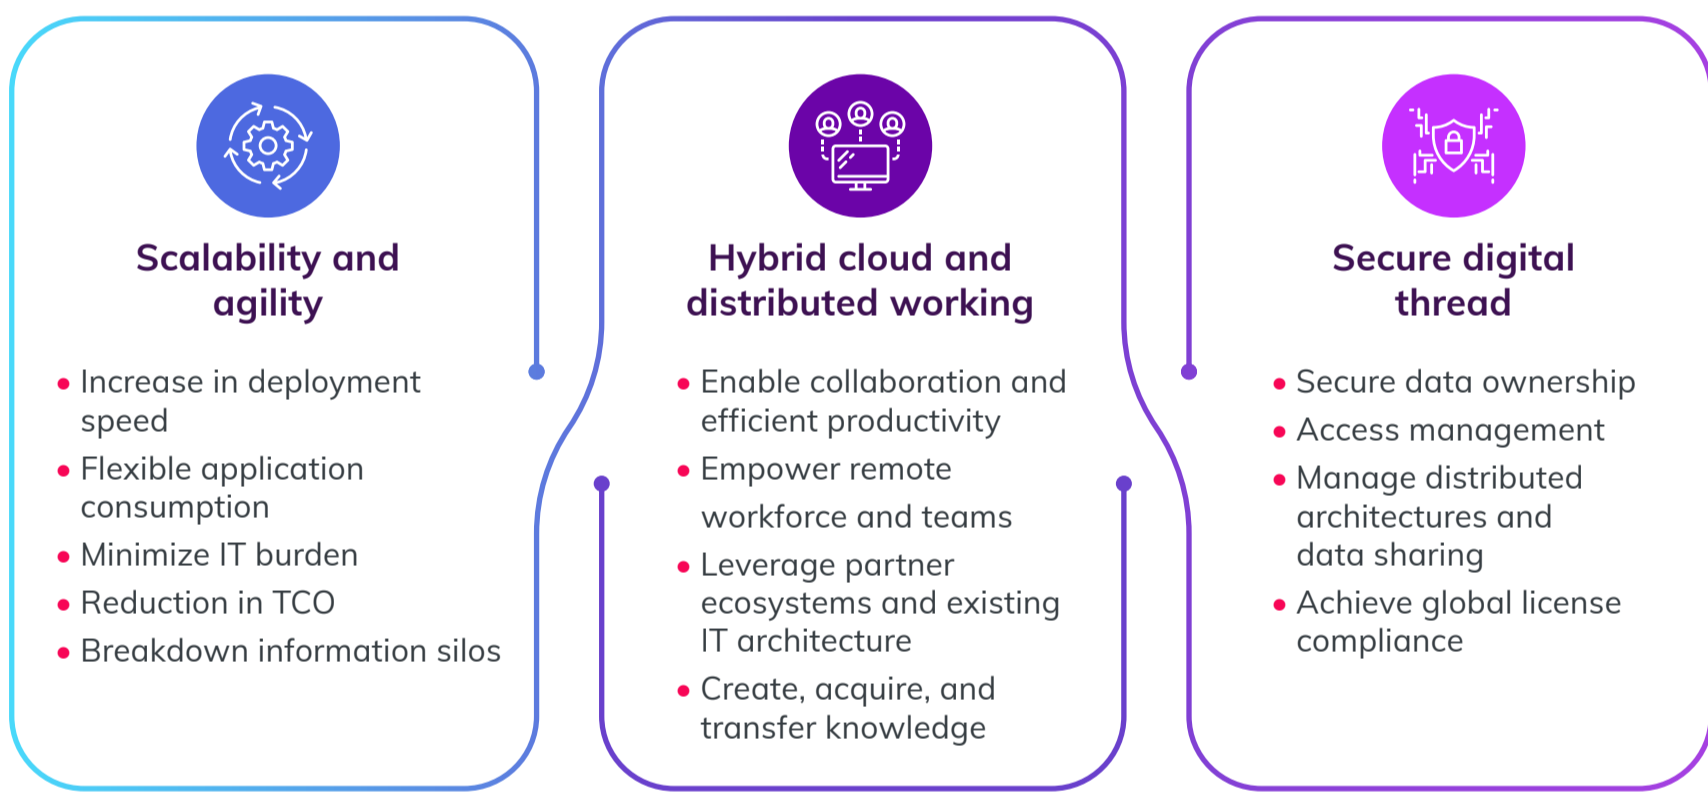 Scalability and
agility
• Increase in deployment
speed
• Flexible application
consumption
• Minimize IT burden
• Reduction in TCO
• Breakdown information silos
Hybrid cloud and
distributed working
• Enable collaboration and
efficient productivity
• Empower remote
workforce and teams
• Leverage partner
ecosystems and existing
IT architecture
• Create, acquire, and
transfer knowledge
Secure digital
thread
• Secure data ownership
• Access management
• Manage distributed
architectures and
data sharing
• Achieve global license
compliance